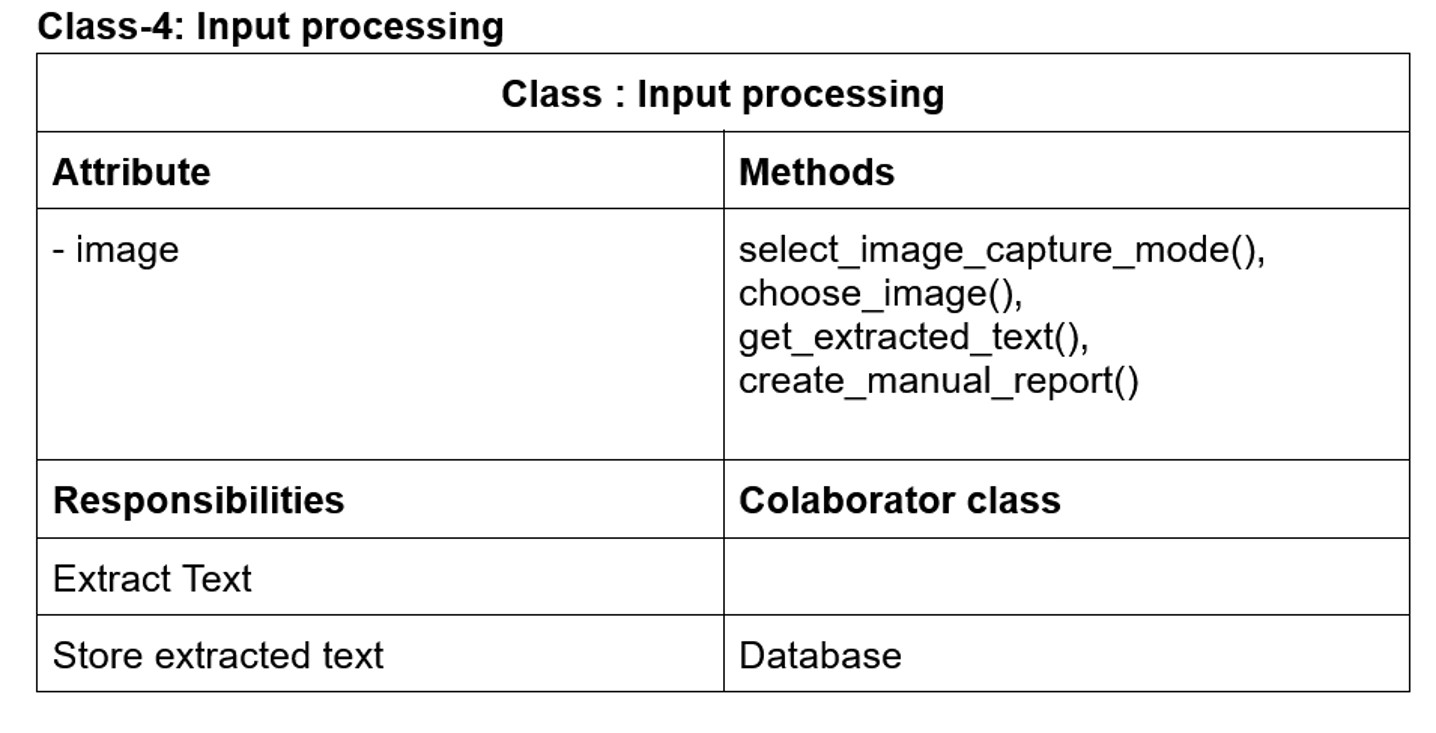 Class-4: Input processing
Class : Input processing
Attribute
Methods
- image
select_image_capture_mode(),
choose_image(),
get_extracted_text(),
create_manual_report()
Responsibilities
Colaborator class
Extract Text
Store extracted text
Database